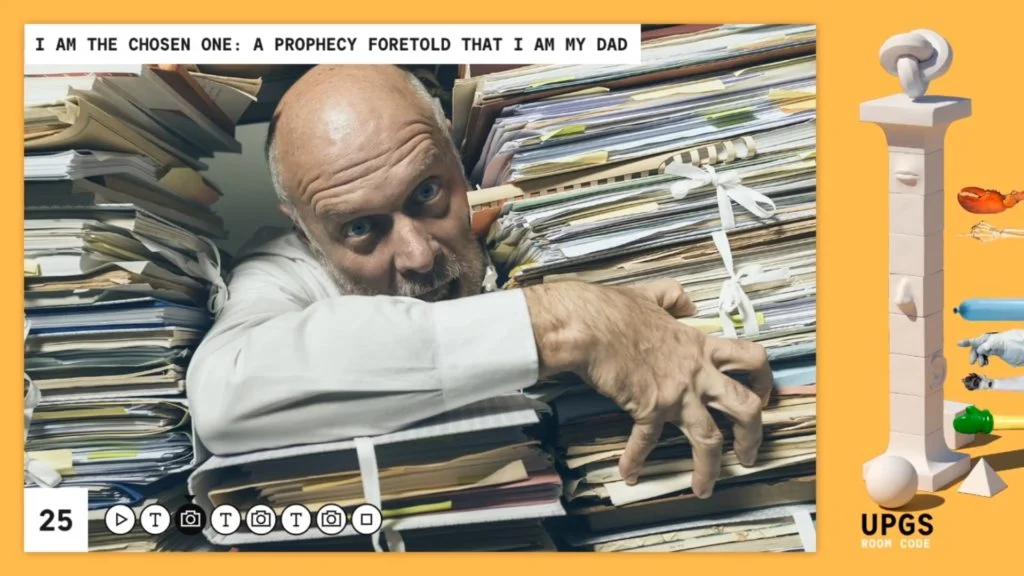 I AM THE CHOSEN ONE: A PROPHECY FORETOLD THAT I AM MY DAD
25
T
T
T
UPGS
ROOM CODE